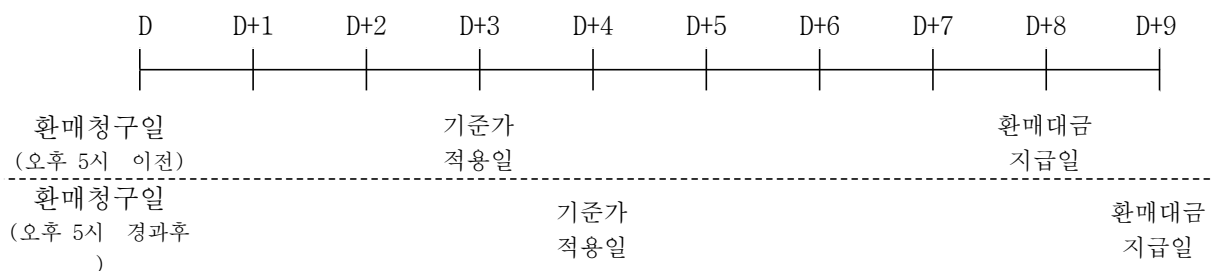 D D+1 D+2 D+3 D+4 D+5 D+6 D+7 D+8 D+9
환매청구일 기준가 환매대금
(오후 5시 이전) 적용일 지급일
환매청구일 기준가 환매대금
(오후 5시 경과후 적용일 지급일
)